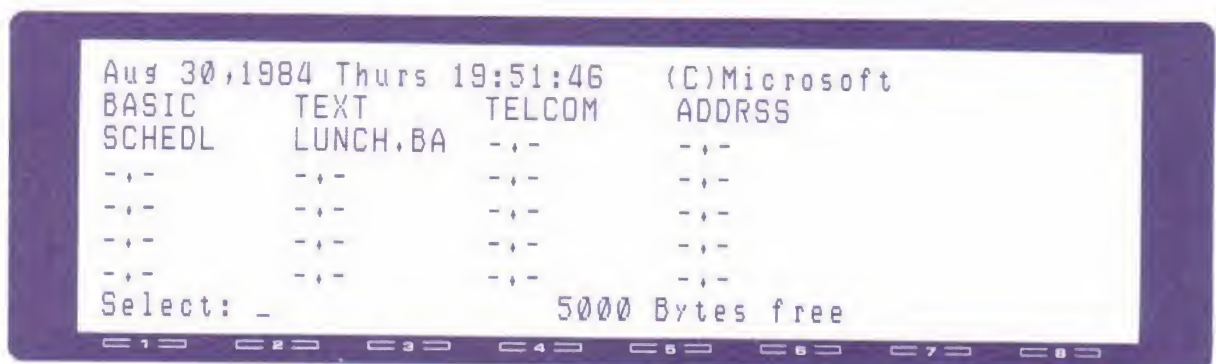 Aug 30,1984 Thurs 19:51:46 (C)Microsoft
BASIC TEXT TELCOM ADDRSS
SCHEDL LUNCH.BA -.- -.-
-.- -.- -.- -.-
-.- -.- -.- -.-
-.- -.- -.- -.-
-.- -.- -.- -.-
Select: _ 5000 Bytes free
1 2 3 4 5 6 7 8